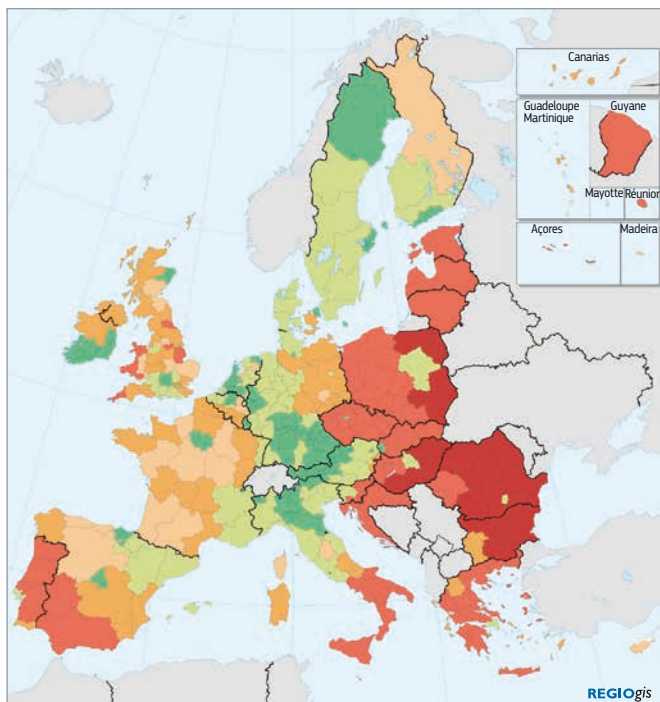 Canarias
Guadeloupe
Martinique
Guyane
Mayotte
Réunion
Açores
Madeira
REGIOgis